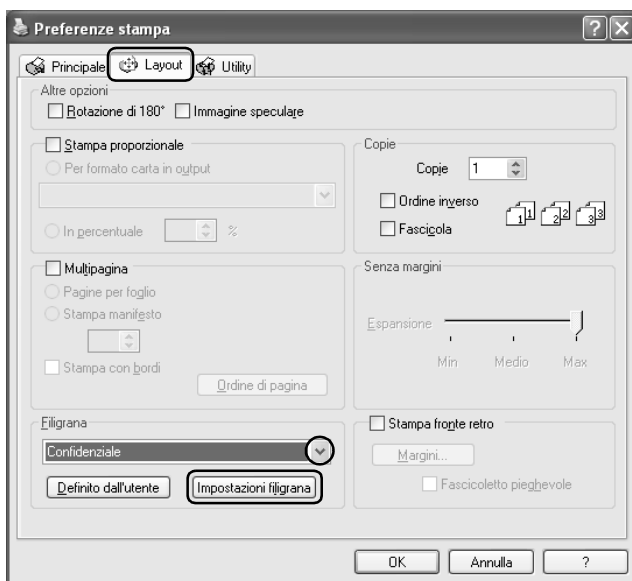 Preferenze stampa
Principale Layout Utility
Altre opzioni
Rotazione di 180° Immagine speculare
Stampa proporzionale
Per formato carta in output
In percentuale %
Copie
Copie 1
Ordine inverso
Fascicola
1 1 2 2 3 3
Multipagina
Pagine per foglio
Stampa manifesto
Stampa con bordi
Ordine di pagina
Senza margini
Espansione
Min Medio Max
Filigrana
Confidenziale
Definito dall'utente Impostazioni filigrana
Stampa fronte retro
Margini...
Fascicoletto pieghevole
OK Annulla ?